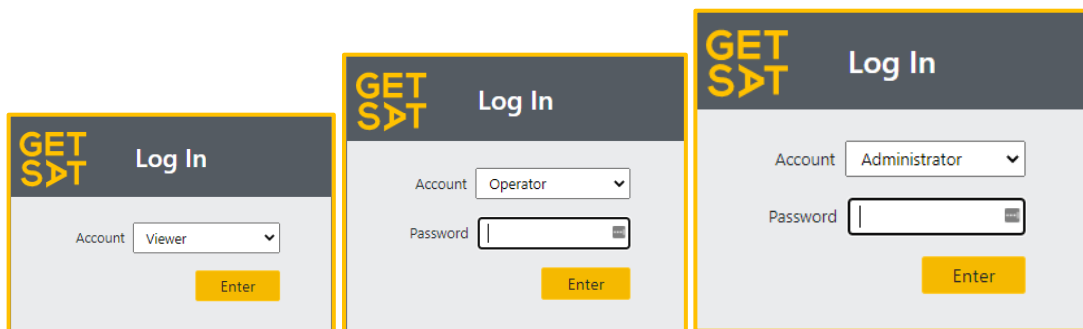 GET
SAT
Log In
Account Viewer
Enter
GET
SAT
Log In
Account Operator
Password
Enter
GET
SAT
Log In
Account Administrator
Password
Enter